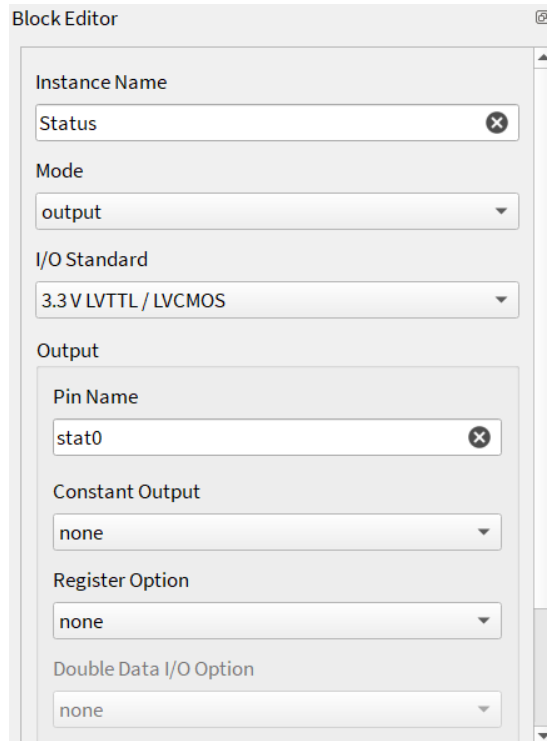 Block Editor
Instance Name
Status
Mode
output
I/O Standard
3.3 V LVTTL / LVCMOS
Output
Pin Name
stat0
Constant Output
none
Register Option
none
Double Data I/O Option
none